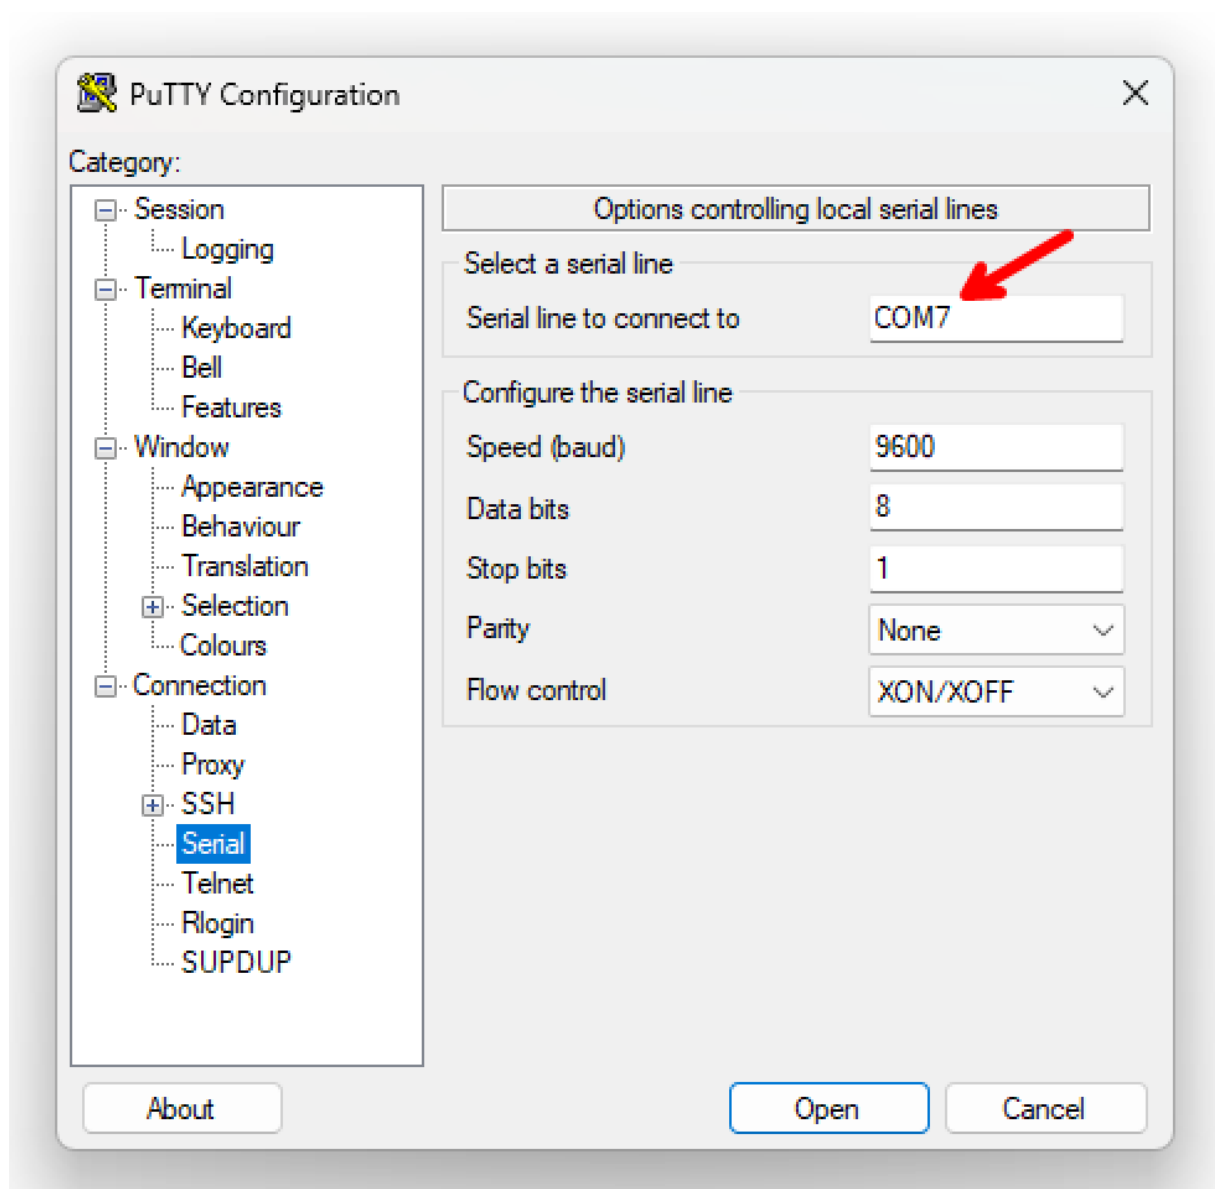 PuTTY Configuration
Category:
Session
Logging
Terminal
Keyboard
Bell
Features
Window
Appearance
Behaviour
Translation
Selection
Colours
Connection
Data
Proxy
SSH
Serial
Telnet
Rlogin
SUPDUP
Options controlling local serial lines
Select a serial line
Serial line to connect to COM7
Configure the serial line
Speed (baud) 9600
Data bits 8
Stop bits 1
Parity None
Flow control XON/XOFF
About Open Cancel